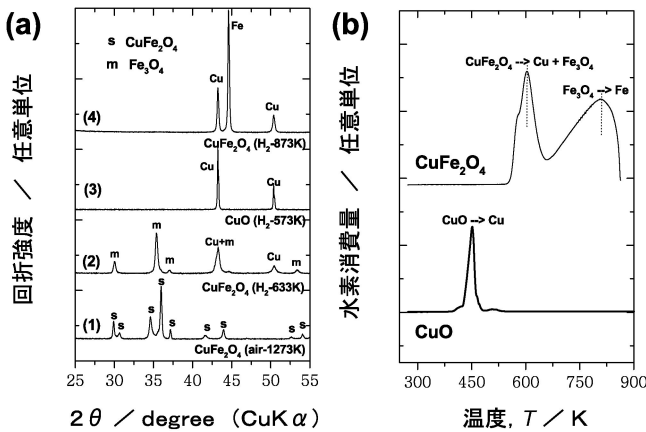 (a)
回折強度 / 任意単位
s CuFe₂O₄
m Fe₃O₄
Fe
Cu
Cu
(4)
CuFe₂O₄ (H₂-873K)
Cu
Cu
(3)
CuO (H₂-573K)
m
m
m
Cu+m
Cu
m
(2)
CuFe₂O₄ (H₂-633K)
s
s
s
s
s
s
s
s
s
(1)
CuFe₂O₄ (air-1273K)
25 30 35 40 45 50 55
2θ / degree (CuKα)
(b)
水素消費量 / 任意単位
CuFe₂O₄ --> Cu + Fe₃O₄
Fe₃O₄ --> Fe
CuFe₂O₄
CuO --> Cu
CuO
300 450 600 750 900
温度, T / K